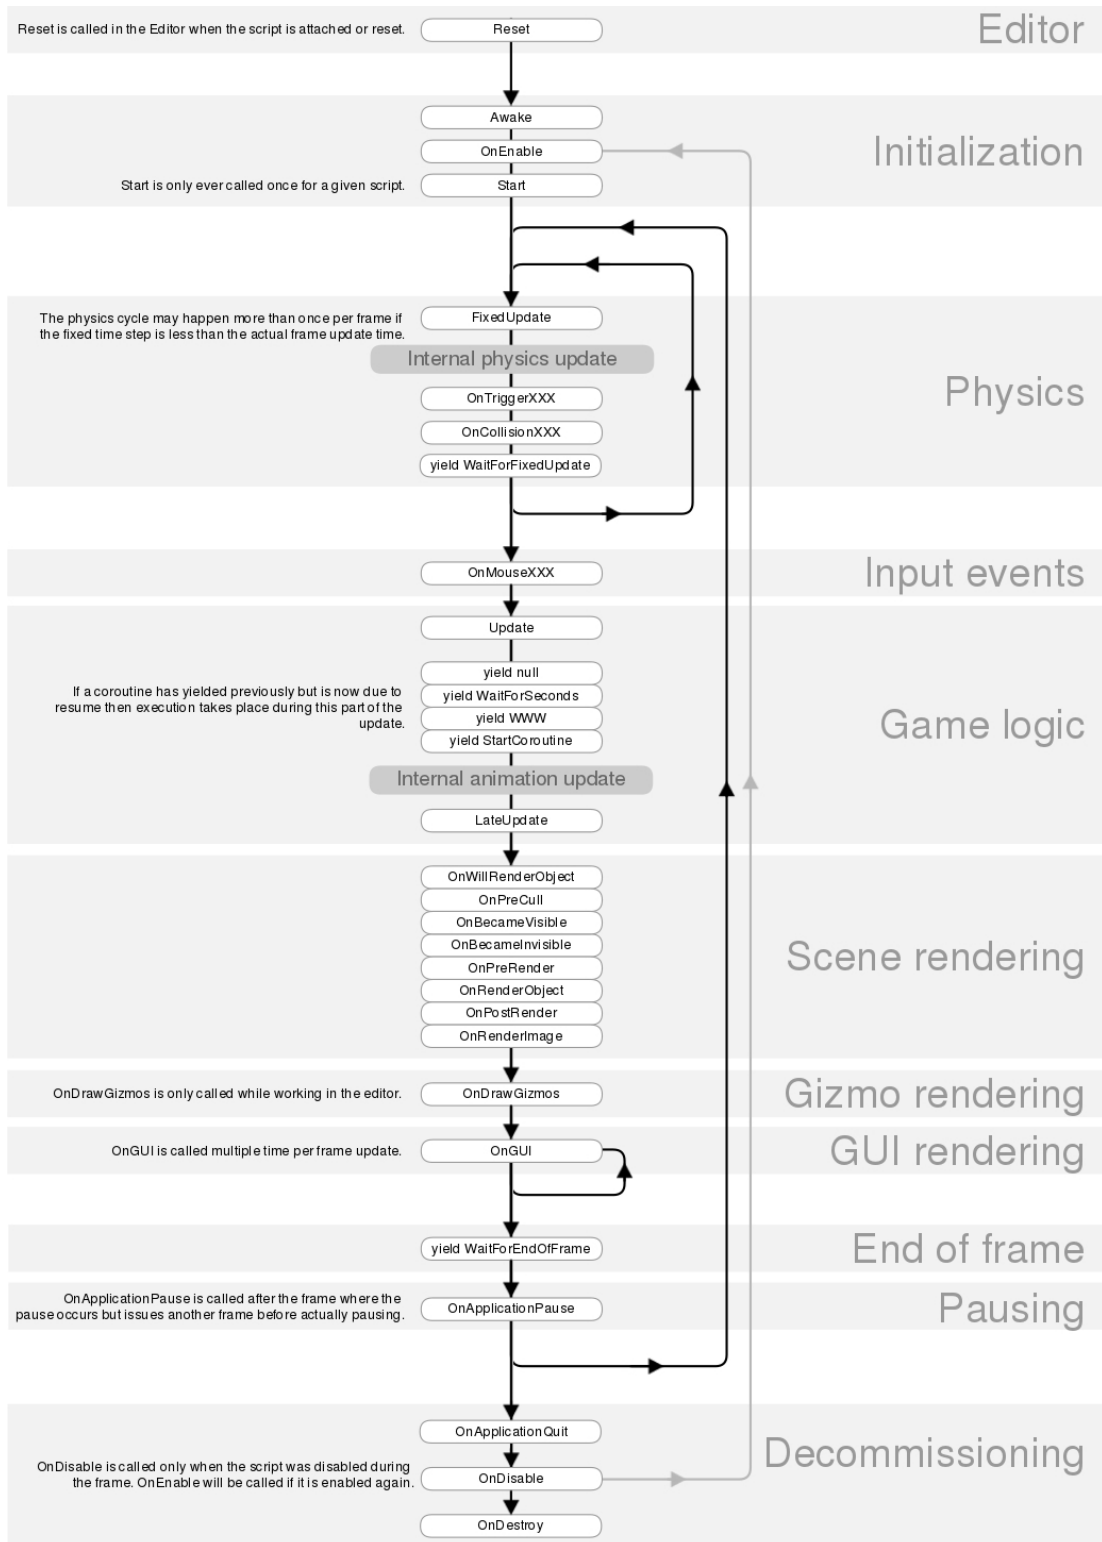 Reset is called in the Editor when the script is attached or reset.
Reset
Editor
Awake
OnEnable
Initialization
Start is only ever called once for a given script.
Start
The physics cycle may happen more than once per frame if
the fixed time step is less than the actual frame update time.
FixedUpdate
Internal physics update
OnTriggerXXX
Physics
OnCollisionXXX
yield WaitForFixedUpdate
OnMouseXXX
Input events
Update
yield null
If a coroutine has yielded previously but is now due to
resume then execution takes place during this part of the
update.
yield WaitForSeconds
yield WWW
yield StartCoroutine
Game logic
Internal animation update
LateUpdate
OnWillRenderObject
OnPreCull
OnBecameVisible
OnBecameInvisible
OnPreRender
OnRenderObject
OnPostRender
OnRenderImage
Scene rendering
OnDrawGizmos is only called while working in the editor.
OnDrawGizmos
Gizmo rendering
OnGUI is called multiple time per frame update.
OnGUI
GUI rendering
yield WaitForEndOfFrame
End of frame
OnApplicationPause is called after the frame where the
pause occurs but issues another frame before actually pausing.
OnApplicationPause
Pausing
OnApplicationQuit
Decommissioning
OnDisable is called only when the script was disabled during
the frame. OnEnable will be called if it is enabled again.
OnDisable
OnDestroy